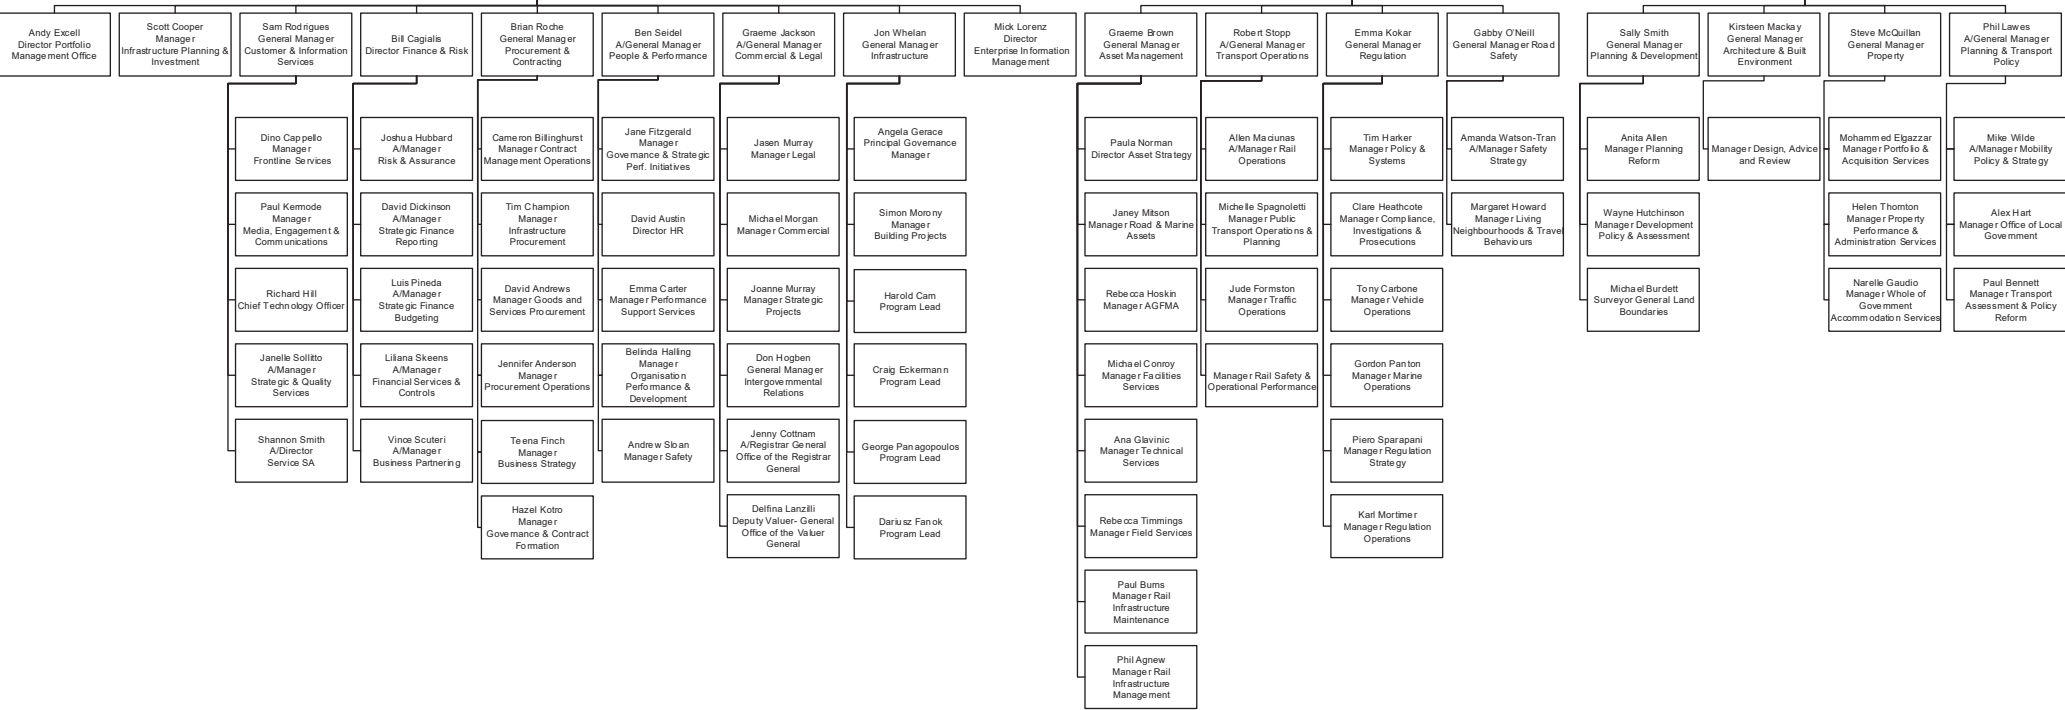 Andy Excell
Director Portfolio
Management Office
Scott Cooper
Manager
Infrastructure Planning &
Investment
Sam Rodrigues
General Manager
Customer & Information
Services
Bill Cagialis
Director Finance & Risk
Brian Roche
General Manager
Procurement &
Contracting
Ben Seidel
A/General Manager
People & Performance
Graeme Jackson
A/General Manager
Commercial & Legal
Jon Whelan
General Manager
Infrastructure
Mick Lorenz
Director
Enterprise Information
Management
Graeme Brown
General Manager
Asset Management
Robert Stopp
A/General Manager
Transport Operations
Emma Kokar
General Manager
Regulation
Gabby O'Neill
General Manager Road
Safety
Sally Smith
General Manager
Planning & Development
Kirsteen Mackay
General Manager
Architecture & Built
Environment
Steve McQuillan
General Manager
Property
Phil Lawes
A/General Manager
Planning & Transport
Policy
Dino Cappello
Manager
Frontline Services
Paul Kermode
Manager
Media, Engagement &
Communications
Richard Hill
Chief Technology Officer
Janelle Sollitto
A/Manager
Strategic & Quality
Services
Shannon Smith
A/Director
Service SA
Joshua Hubbard
A/Manager
Risk & Assurance
David Dickinson
A/Manager
Strategic Finance
Reporting
Luis Pineda
A/Manager
Strategic Finance
Budgeting
Liliana Skeens
A/Manager
Financial Services &
Controls
Vince Scuteri
A/Manager
Business Partnering
Cameron Billinghurst
Manager Contract
Management Operations
Tim Champion
Manager
Infrastructure
Procurement
David Andrews
Manager Goods and
Services Procurement
Jennifer Anderson
Manager
Procurement Operations
Teena Finch
Manager
Business Strategy
Hazel Kotro
Manager
Governance & Contract
Formation
Jane Fitzgerald
Manager
Governance & Strategic
Perf. Initiatives
David Austin
Director HR
Emma Carter
Manager Performance
Support Services
Belinda Halling
Manager
Organisation
Performance &
Development
Andrew Sloan
Manager Safety
Jasen Murray
Manager Legal
Michael Morgan
Manager Commercial
Joanne Murray
Manager Strategic
Projects
Don Hogben
General Manager
Intergovernmental
Relations
Jenny Cottnam
A/Registrar General
Office of the Registrar
General
Delfina Lanzilli
Deputy Valuer- General
Office of the Valuer
General
Angela Gerace
Principal Governance
Manager
Simon Morony
Manager
Building Projects
Harold Carn
Program Lead
Craig Eckermann
Program Lead
George Panagopoulos
Program Lead
Dariusz Fanok
Program Lead
Paula Norman
Director Asset Strategy
Janey Mitson
Manager Road & Marine
Assets
Rebecca Hoskin
Manager AGFMA
Michael Conroy
Manager Facilities
Services
Ana Glavinic
Manager Technical
Services
Rebecca Timmings
Manager Field Services
Paul Burns
Manager Rail
Infrastructure
Maintenance
Phil Agnew
Manager Rail
Infrastructure
Management
Allen Maciunas
A/Manager Rail
Operations
Michelle Spagnoletti
Manager Public
Transport Operations &
Planning
Jude Formston
Manager Traffic
Operations
Manager Rail Safety &
Operational Performance
Tim Harker
Manager Policy &
Systems
Clare Heathcote
Manager Compliance,
Investigations &
Prosecutions
Tony Carbone
Manager Vehicle
Operations
Gordon Panton
Manager Marine
Operations
Piero Sparapani
Manager Regulation
Strategy
Karl Mortimer
Manager Regulation
Operations
Amanda Watson-Tran
A/Manager Safety
Strategy
Margaret Howard
Manager Living
Neighbourhoods & Travel
Behaviours
Anita Allen
Manager Planning
Reform
Wayne Hutchinson
Manager Development
Policy & Assessment
Michael Burdett
Surveyor General Land
Boundaries
Manager Design, Advice
and Review
Mohammed Elgazzar
Manager Portfolio &
Acquisition Services
Helen Thornton
Manager Property
Performance &
Administration Services
Narelle Gaudio
Manager Whole of
Government
Accommodation Services
Mike Wilde
A/Manager Mobility
Policy & Strategy
Alex Hart
Manager Office of Local
Government
Paul Bennett
Manager Transport
Assessment & Policy
Reform